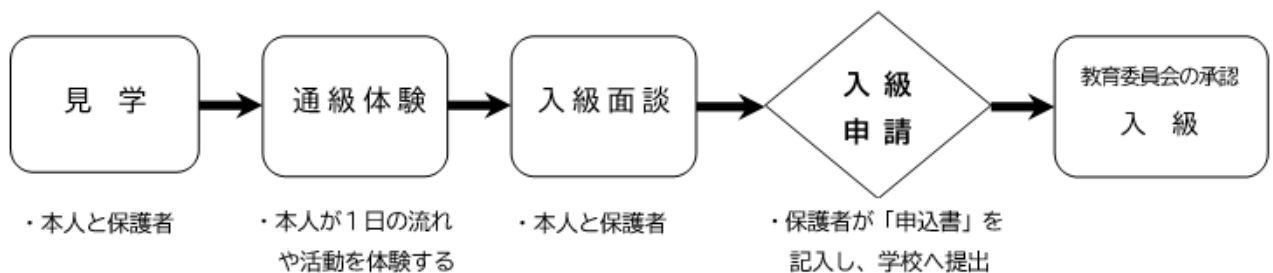 見　学
通級体験
入級面談
入級
申請
教育委員会の承認
入　級
・本人と保護者
・本人が１日の流れ
や活動を体験する
・本人と保護者
・保護者が「申込書」を
記入し、学校へ提出